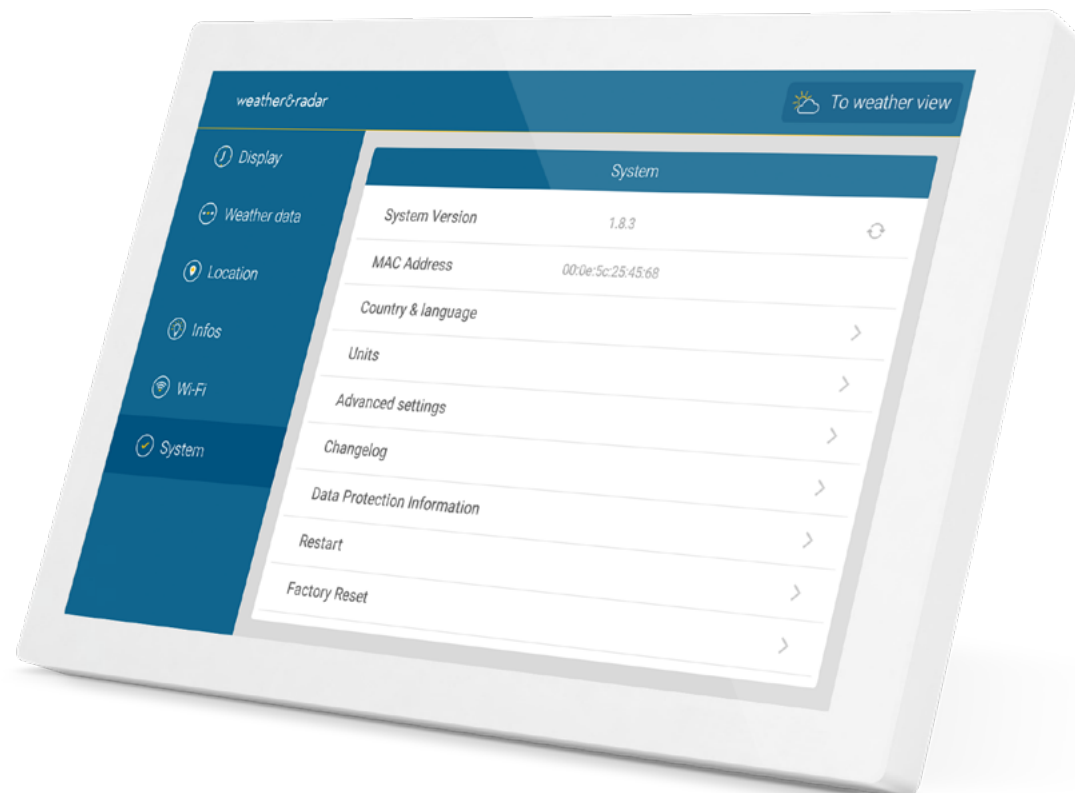 weather&radar
To weather view
Display
Weather data
Location
Infos
Wi-Fi
System
System
System Version 1.8.3
MAC Address 00:0e:5c:25:45:68
Country & language
Units
Advanced settings
Changelog
Data Protection Information
Restart
Factory Reset